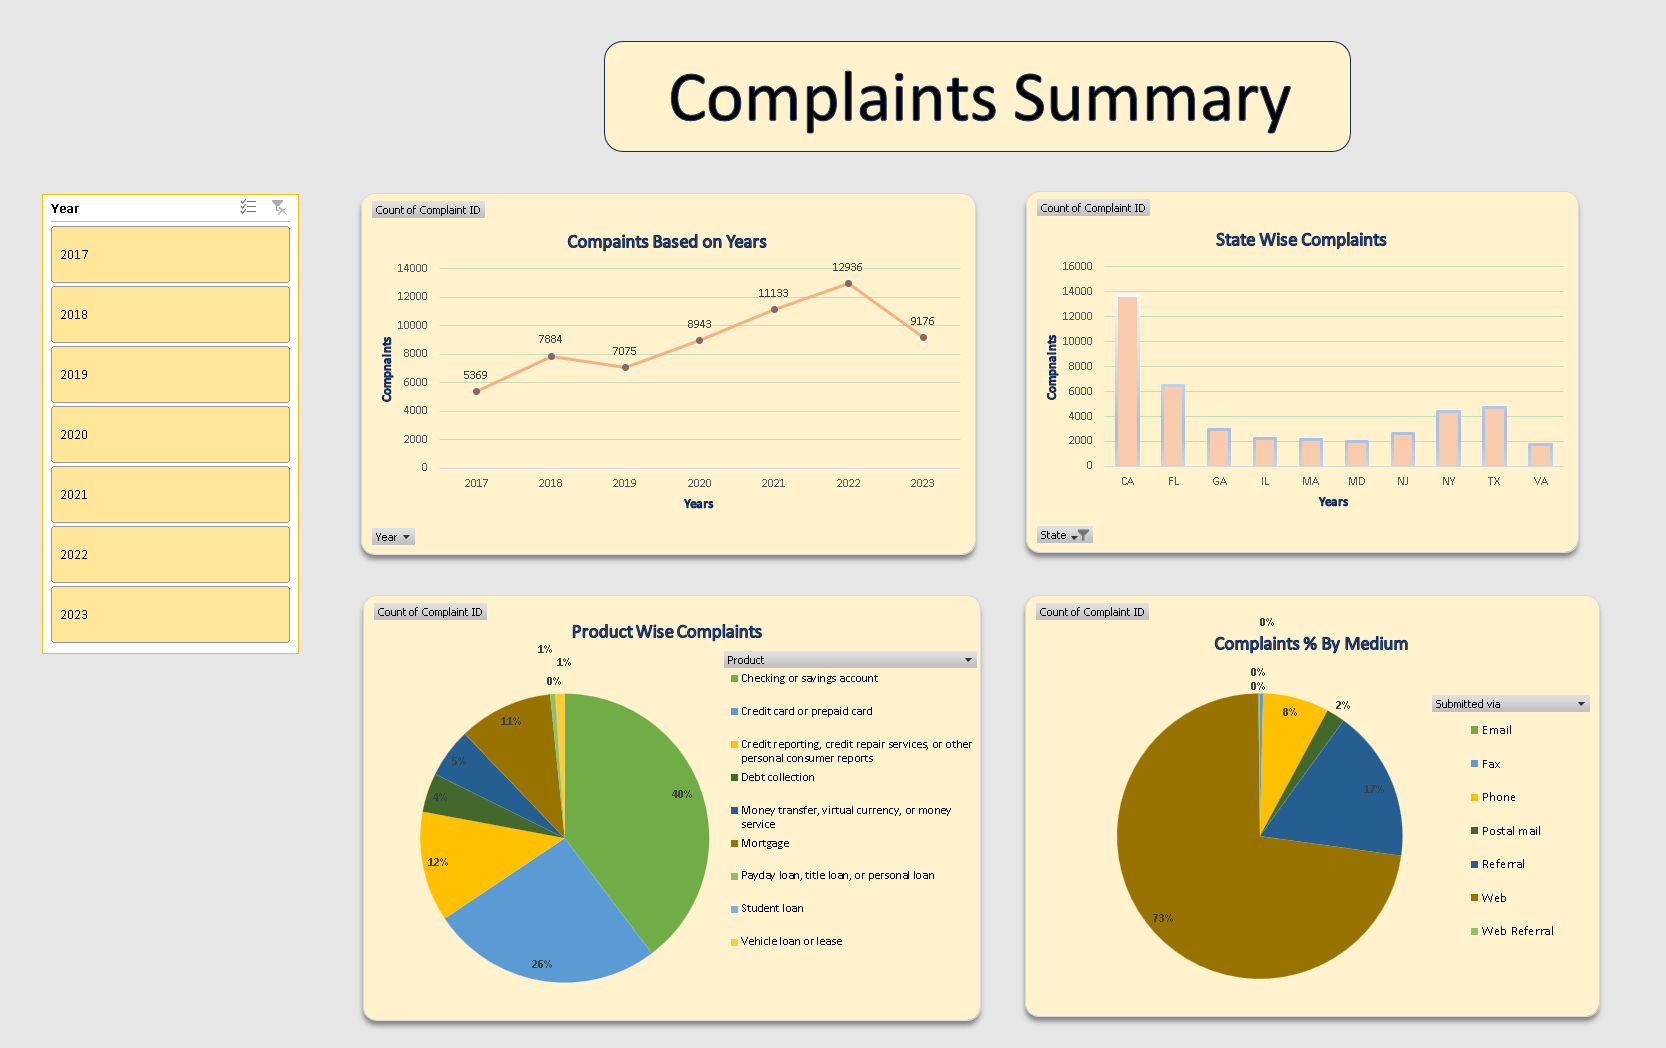 Complaints Summary
Year
2017
2018
2019
2020
2021
2022
2023
Count of Complaint ID
Compaints Based on Years
14000
12000
10000
8000
6000
4000
2000
0
Compnaints
5369
7884
7075
8943
11133
12936
9176
2017 2018 2019 2020 2021 2022 2023
Years
Year
Count of Complaint ID
State Wise Complaints
16000
14000
12000
10000
8000
6000
4000
2000
0
Compnaints
CA FL GA IL MA MD NJ NY TX VA
Years
State
Count of Complaint ID
Product Wise Complaints
1%
1%
0%
11%
5%
4%
12%
26%
40%
Product
Checking or savings account
Credit card or prepaid card
Credit reporting, credit repair services, or other
personal consumer reports
Debt collection
Money transfer, virtual currency, or money
service
Mortgage
Payday loan, title loan, or personal loan
Student loan
Vehicle loan or lease
Count of Complaint ID
0%
Complaints % By Medium
0%
0%
8%
2%
17%
73%
Submitted via
Email
Fax
Phone
Postal mail
Referral
Web
Web Referral